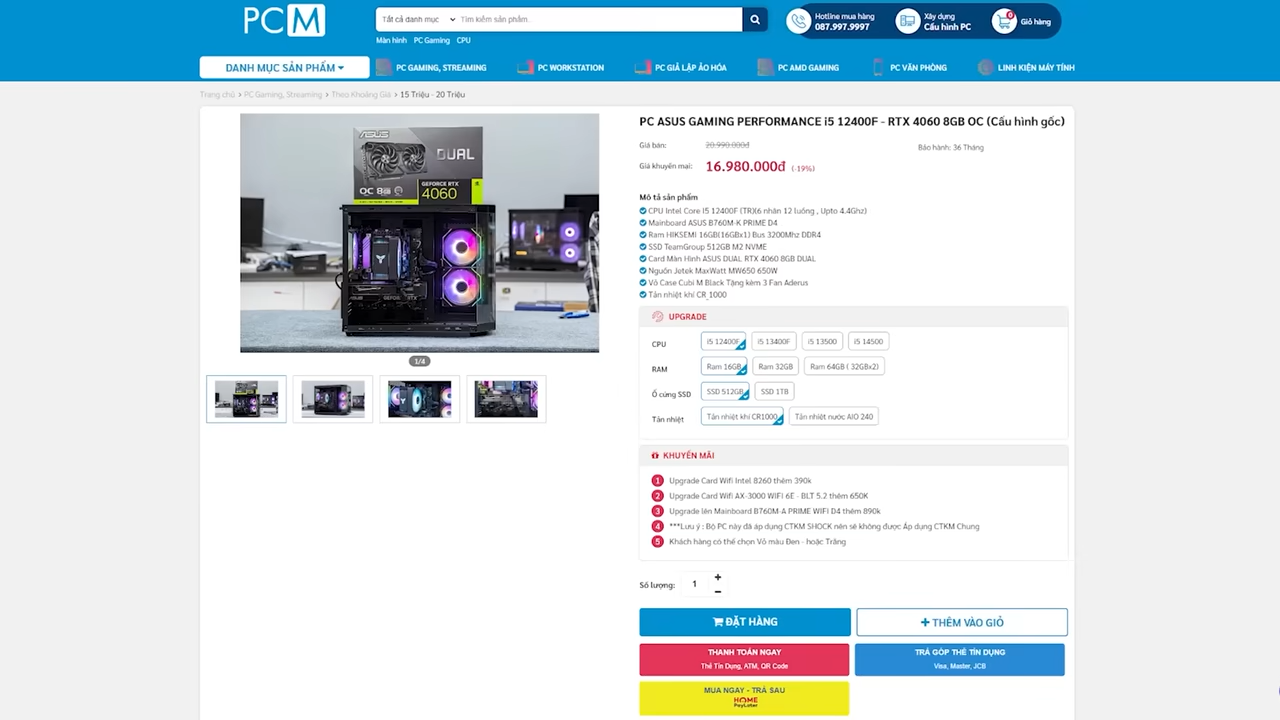 PCM
Tất cả danh mục
Tìm kiếm sản phẩm..
Màn hình PC Gaming CPU
Hotline mua hàng
087.997.9997
Xây dựng
Cấu hình PC
0
Giỏ hàng
DANH MỤC SẢN PHẨM
PC GAMING, STREAMING
PC WORKSTATION
PC GIẢ LẬP ẢO HÓA
PC AMD GAMING
PC VĂN PHÒNG
LINH KIỆN MÁY TÍNH
Trang chủ > PC Gaming, Streaming > Theo Khoảng Giá > 15 Triệu - 20 Triệu
ASUS
DUAL
OC 8G
GEFORCE RTX
4060
1/4
PC ASUS GAMING PERFORMANCE i5 12400F - RTX 4060 8GB OC (Cấu hình gốc)
Giá bán: 20.990.000đ
Bảo hành: 36 Tháng
Giá khuyến mại: 16.980.000đ (-19%)
Mô tả sản phẩm
CPU Intel Core I5 12400F (TRX(6 nhân 12 luồng , Upto 4.4Ghz)
Mainboard ASUS B760M-K PRIME D4
Ram HIKSEMI 16GB(16GBx1) Bus 3200Mhz DDR4
SSD TeamGroup 512GB M2 NVME
Card Màn Hình ASUS DUAL RTX 4060 8GB DUAL
Nguồn Jetek MaxWatt MW650 650W
Vỏ Case Cubi M Black Tặng kèm 3 Fan Aderus
Tản nhiệt khí CR_1000
UPGRADE
CPU
i5 12400F
i5 13400F
i5 13500
i5 14500
RAM
Ram 16GB
Ram 32GB
Ram 64GB ( 32GBx2)
Ổ cứng SSD
SSD 512GB
SSD 1TB
Tản nhiệt
Tản nhiệt khí CR1000
Tản nhiệt nước AIO 240
KHUYẾN MÃI
1 Upgrade Card Wifi Intel 8260 thêm 390k
2 Upgrade Card Wifi AX-3000 WIFI 6E - BLT 5.2 thêm 650K
3 Upgrade lên Mainboard B760M-A PRIME WIFI D4 thêm 890k
4 ***Lưu ý : Bộ PC này đã áp dụng CTKM SHOCK nên sẽ không được Áp dụng CTKM Chung
5 Khách hàng có thể chọn Vỏ màu Đen - hoặc Trắng
Số lượng: 1 + −
ĐẶT HÀNG
+ THÊM VÀO GIỎ
THANH TOÁN NGAY
Thẻ Tín Dụng, ATM, QR Code
TRẢ GÓP THẺ TÍN DỤNG
Visa, Master, JCB
MUA NGAY - TRẢ SAU
HOME
PayLater